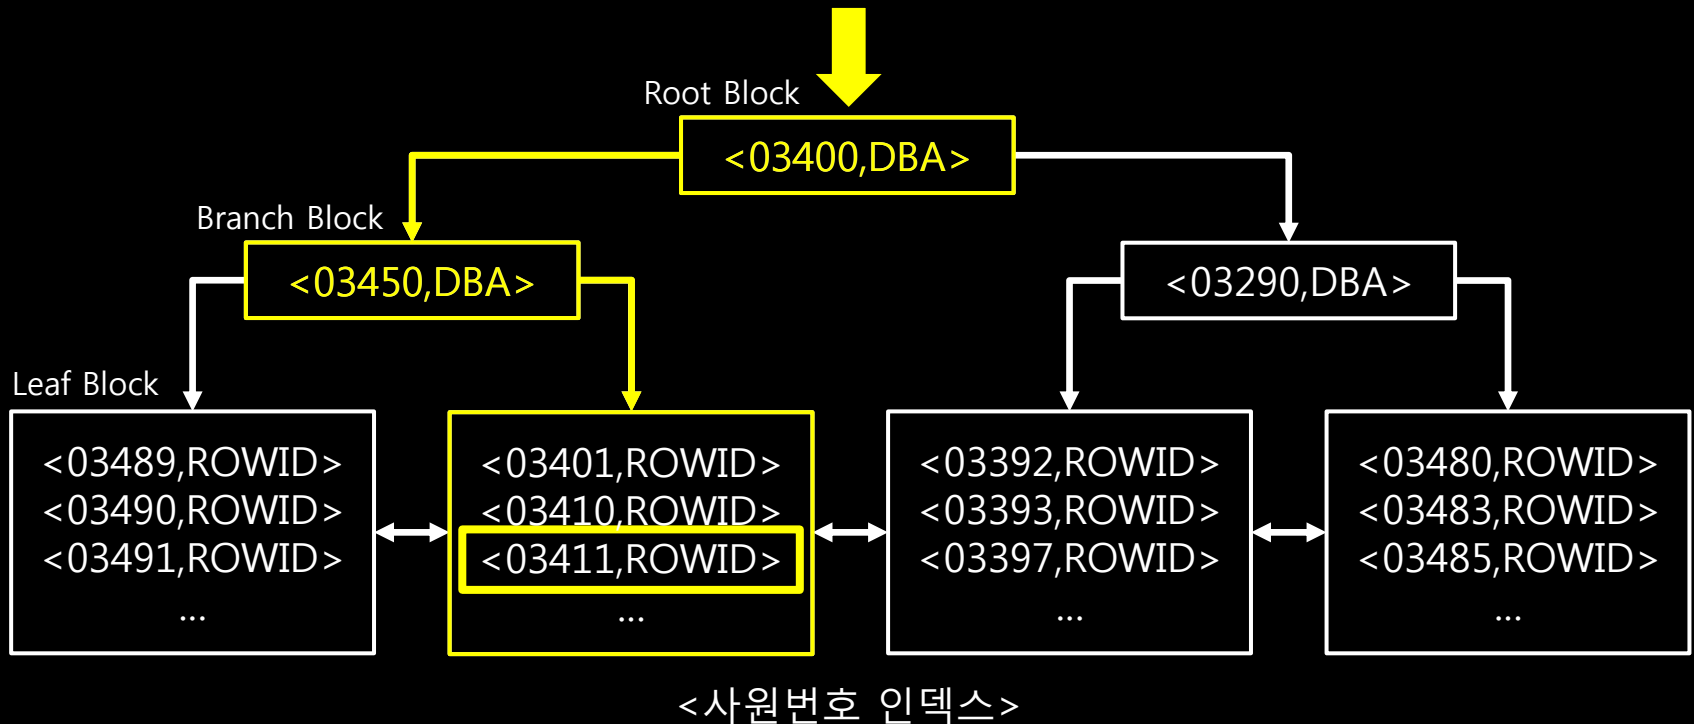 Root Block
<03400,DBA>
Branch Block
<03450,DBA>
<03290,DBA>
Leaf Block
<03489,ROWID>
<03490,ROWID>
<03491,ROWID>
...
<03401,ROWID>
<03410,ROWID>
<03411,ROWID>
...
<03392,ROWID>
<03393,ROWID>
<03397,ROWID>
...
<03480,ROWID>
<03483,ROWID>
<03485,ROWID>
...
<사원번호 인덱스>